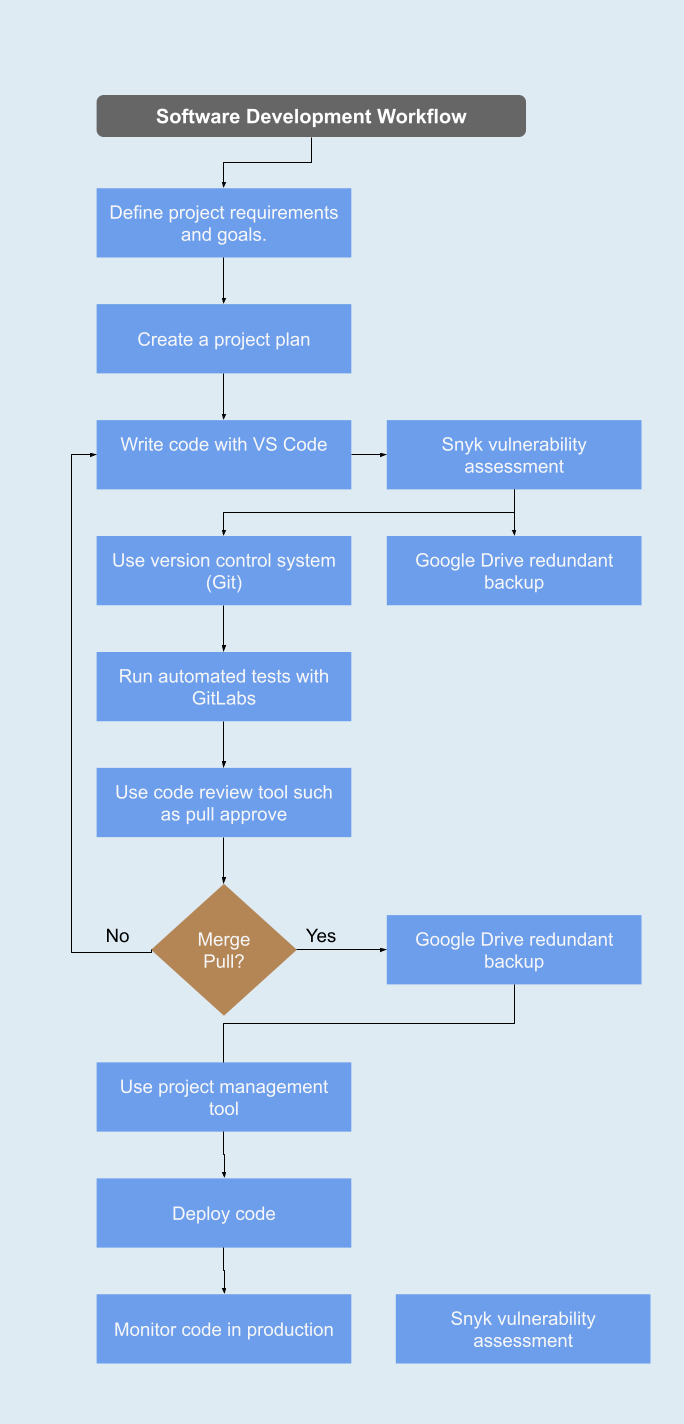 Software Development Workflow
Define project requirements
and goals.
Create a project plan
Write code with VS Code
Snyk vulnerability
assessment
Use version control system
(Git)
Google Drive redundant
backup
Run automated tests with
GitLabs
Use code review tool such
as pull approve
No
Merge
Pull?
Yes
Google Drive redundant
backup
Use project management
tool
Deploy code
Monitor code in production
Snyk vulnerability
assessment